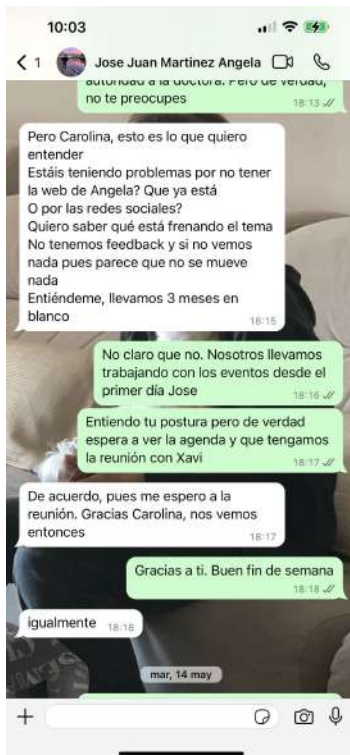 10:03
1
Jose Juan Martinez Angela
autoridad a la doctora. Pero de verdad,
no te preocupes
18:13
Pero Carolina, esto es lo que quiero
entender
Estáis teniendo problemas por no tener
la web de Angela? Que ya está
O por las redes sociales?
Quiero saber qué está frenando el tema
No tenemos feedback y si no vemos
nada pues parece que no se mueve
nada
Entiéndeme, llevamos 3 meses en
blanco
18:15
No claro que no. Nosotros llevamos
trabajando con los eventos desde el
primer día Jose
18:16
Entiendo tu postura pero de verdad
espera a ver la agenda y que tengamos
la reunión con Xavi
18:17
De acuerdo, pues me espero a la
reunión. Gracias Carolina, nos vemos
entonces
18:17
Gracias a ti. Buen fin de semana
18:18
igualmente
18:18
mar, 14 may